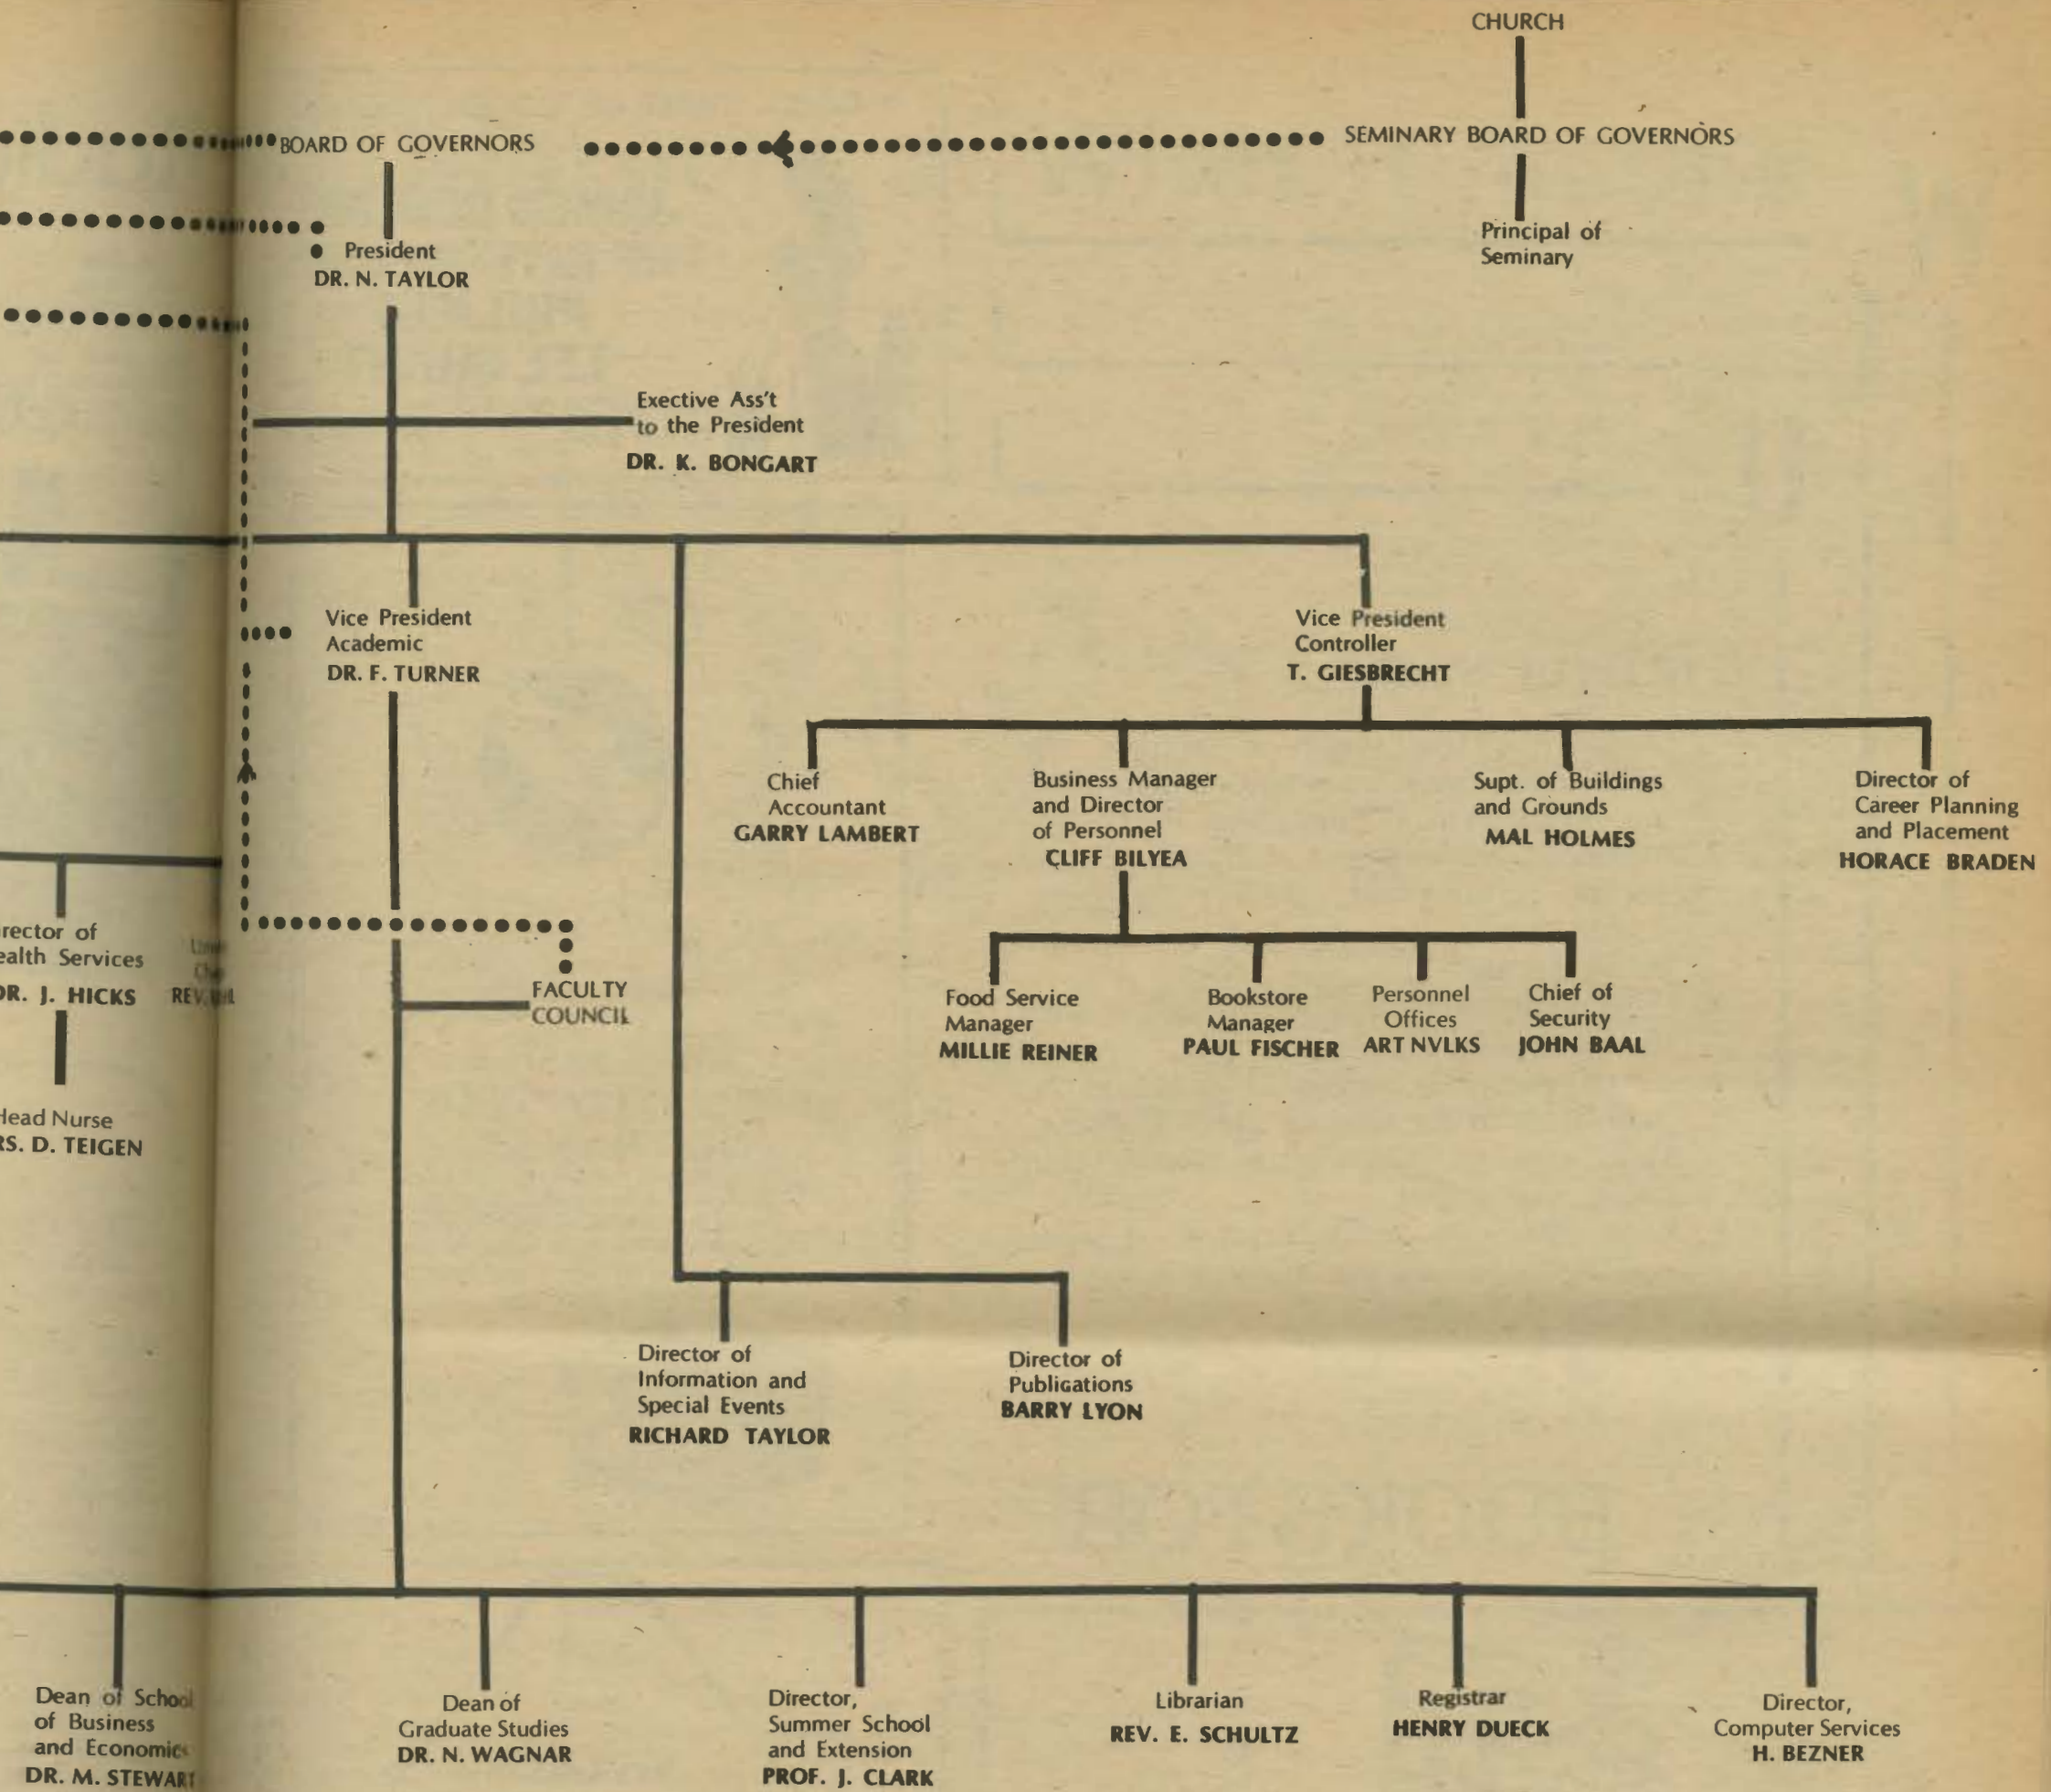 CHURCH
BOARD OF GOVERNORS
SEMINARY BOARD OF GOVERNORS
Principal of
Seminary
President
DR. N. TAYLOR
Exective Ass't
to the President
DR. K. BONGART
Vice President
Academic
DR. F. TURNER
Vice President
Controller
T. GIESBRECHT
Chief
Accountant
GARRY LAMBERT
Business Manager
and Director
of Personnel
CLIFF BILYEA
Supt. of Buildings
and Grounds
MAL HOLMES
Director of
Career Planning
and Placement
HORACE BRADEN
rector of
ealth Services
DR. J. HICKS
REV.
FACULTY
COUNCIL
Food Service
Manager
MILLIE REINER
Bookstore
Manager
PAUL FISCHER
Personnel
Offices
ART NVLKS
Chief of
Security
JOHN BAAL
Head Nurse
RS. D. TEIGEN
Director of
Information and
Special Events
RICHARD TAYLOR
Director of
Publications
BARRY LYON
Dean of School
of Business
and Economics
DR. M. STEWART
Dean of
Graduate Studies
DR. N. WAGNAR
Director,
Summer School
and Extension
PROF. J. CLARK
Librarian
REV. E. SCHULTZ
Registrar
HENRY DUECK
Director,
Computer Services
H. BEZNER